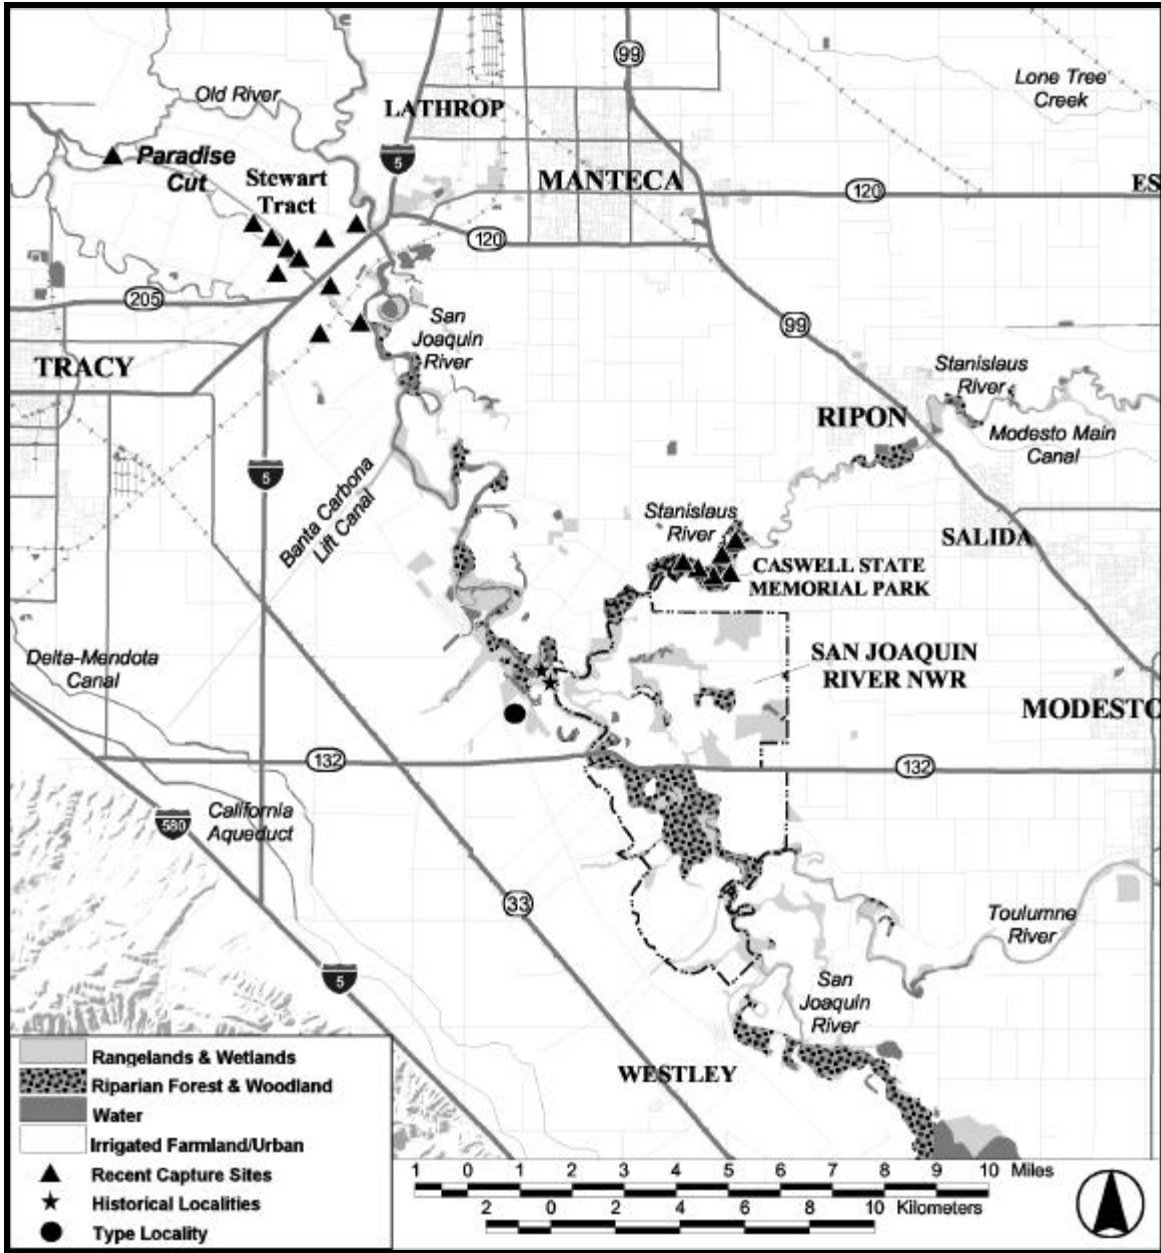 99
Lone Tree
Creek
Old River
LATHROP
5
Paradise
Cut
Stewart
Tract
MANTECA
120
ES
120
205
San
Joaquin
River
99
TRACY
Stanislaus
River
RIPON
Modesto Main
Canal
5
Banta Carbona
Lift Canal
Stanislaus
River
SALIDA
CASWELL STATE
MEMORIAL PARK
Delta-Mendota
Canal
SAN JOAQUIN
RIVER NWR
MODESTO
132
132
580
California
Aqueduct
33
Toulumne
River
5
San
Joaquin
River
WESTLEY
Rangelands & Wetlands
Riparian Forest & Woodland
Water
Irrigated Farmland/Urban
Recent Capture Sites
Historical Localities
Type Locality
1 0 1 2 3 4 5 6 7 8 9 10 Miles
2 0 2 4 6 8 10 Kilometers